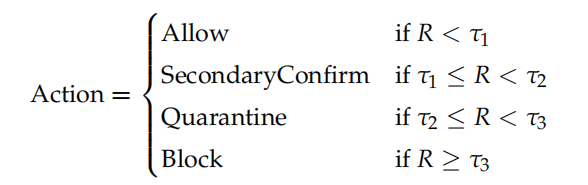 Allow if R < τ₁
SecondaryConfirm if τ₁ ≤ R < τ₂
Action =
Quarantine if τ₂ ≤ R < τ₃
Block if R ≥ τ₃